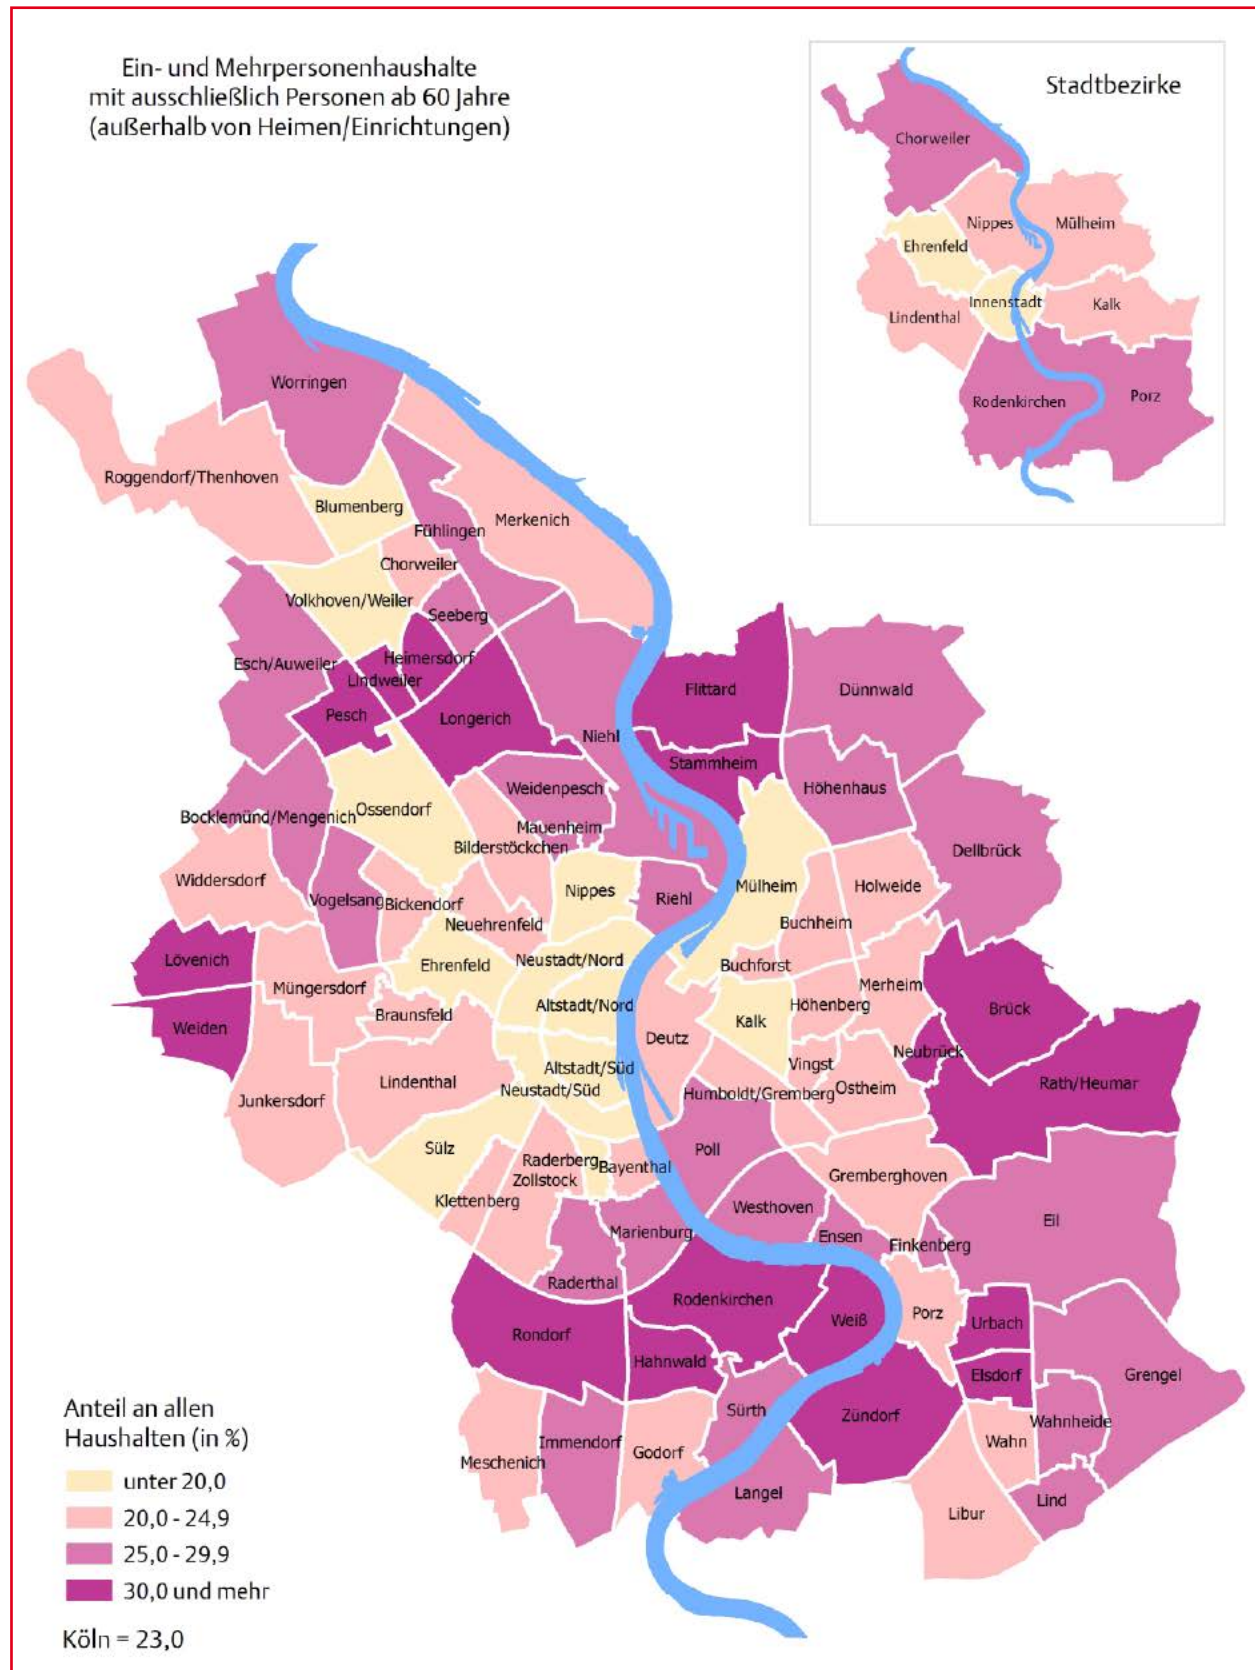 Ein- und Mehrpersonenhaushalte
mit ausschließlich Personen ab 60 Jahre
(außerhalb von Heimen/Einrichtungen)
Stadtbezirke
Chorweiler
Nippes
Mülheim
Ehrenfeld
Innenstadt
Kalk
Lindenthal
Rodenkirchen
Porz
Worringen
Roggendorf/Thenhoven
Blumenberg
Merkenich
Fühlingen
Chorweiler
Volkhoven/Weiler
Seeberg
Esch/Auweiler
Heimersdorf
Lindweiler
Pesch
Longerich
Niehl
Flittard
Dünnwald
Stammheim
Höhenhaus
Weidenpesch
Ossendorf
Bocklemünd/Mengenich
Mauenheim
Bilderstöckchen
Dellbrück
Widdersdorf
Vogelsang
Bickendorf
Nippes
Riehl
Mülheim
Holweide
Neuehrenfeld
Buchheim
Lövenich
Ehrenfeld
Neustadt/Nord
Buchforst
Müngersdorf
Merheim
Altstadt/Nord
Höhenberg
Brück
Braunsfeld
Weiden
Kalk
Deutz
Neubrück
Vingst
Altstadt/Süd
Lindenthal
Neustadt/Süd
Rath/Heumar
Humboldt/Gremberg
Ostheim
Junkersdorf
Sülz
Poll
Raderberg
Bayenthal
Zollstock
Gremberghoven
Klettenberg
Westhoven
Eil
Marienburg
Ensen
Finkenberg
Raderthal
Rodenkirchen
Porz
Weiß
Urbach
Rondorf
Hahnwald
Elsdorf
Grengel
Sürth
Zündorf
Wahnheide
Immendorf
Wahn
Godorf
Meschenich
Langel
Lind
Libur
Anteil an allen
Haushalten (in %)
unter 20,0
20,0 - 24,9
25,0 - 29,9
30,0 und mehr
Köln = 23,0